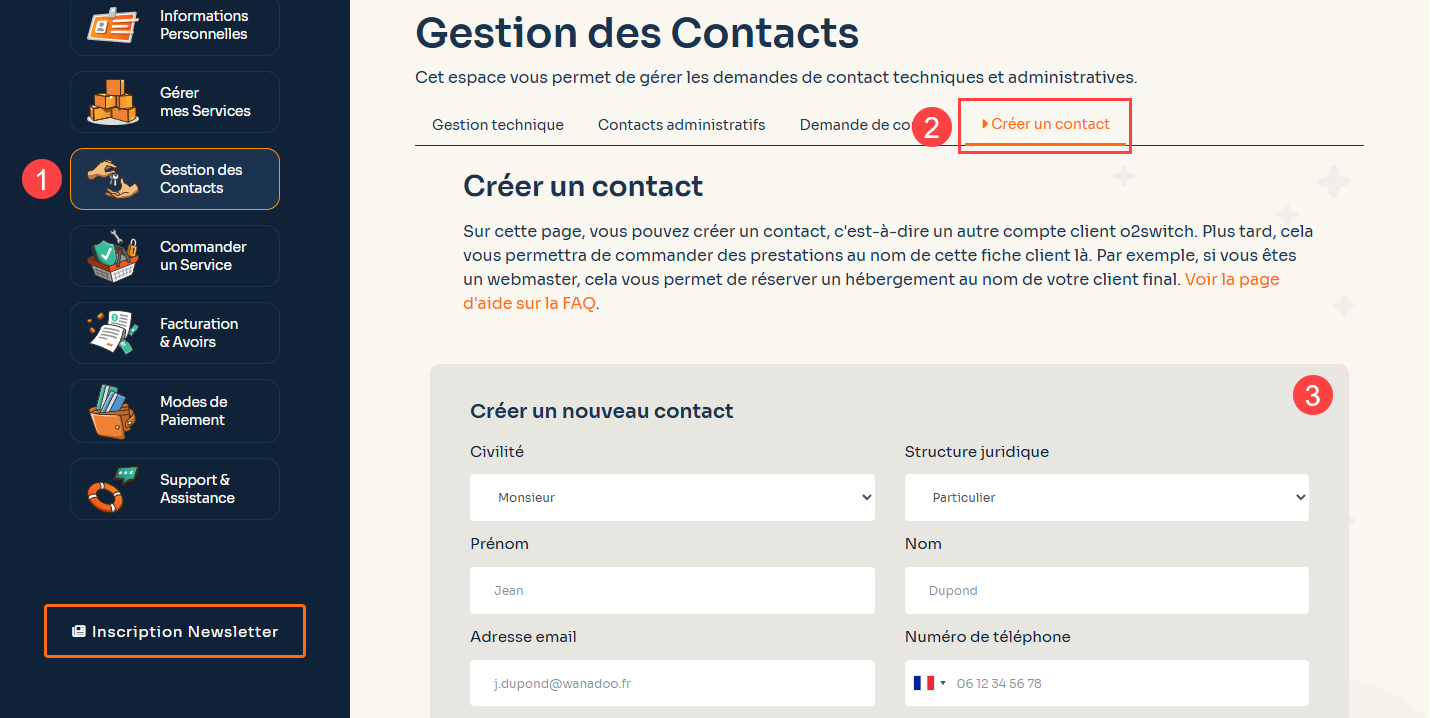 Informations
Personnelles
Gérer
mes Services
1
Gestion des
Contacts
Commander
un Service
Facturation
& Avoirs
Modes de
Paiement
Support &
Assistance
Inscription Newsletter
Gestion des Contacts
Cet espace vous permet de gérer les demandes de contact techniques et administratives.
Gestion technique
Contacts administratifs
Demande de co
2
Créer un contact
Créer un contact
Sur cette page, vous pouvez créer un contact, c'est-à-dire un autre compte client o2switch. Plus tard, cela
vous permettra de commander des prestations au nom de cette fiche client là. Par exemple, si vous êtes
un webmaster, cela vous permet de réserver un hébergement au nom de votre client final. Voir la page
d'aide sur la FAQ.
3
Créer un nouveau contact
Civilité
Structure juridique
Monsieur
Particulier
Prénom
Nom
Jean
Dupond
Adresse email
Numéro de téléphone
j.dupond@wanadoo.fr
06 12 34 56 78